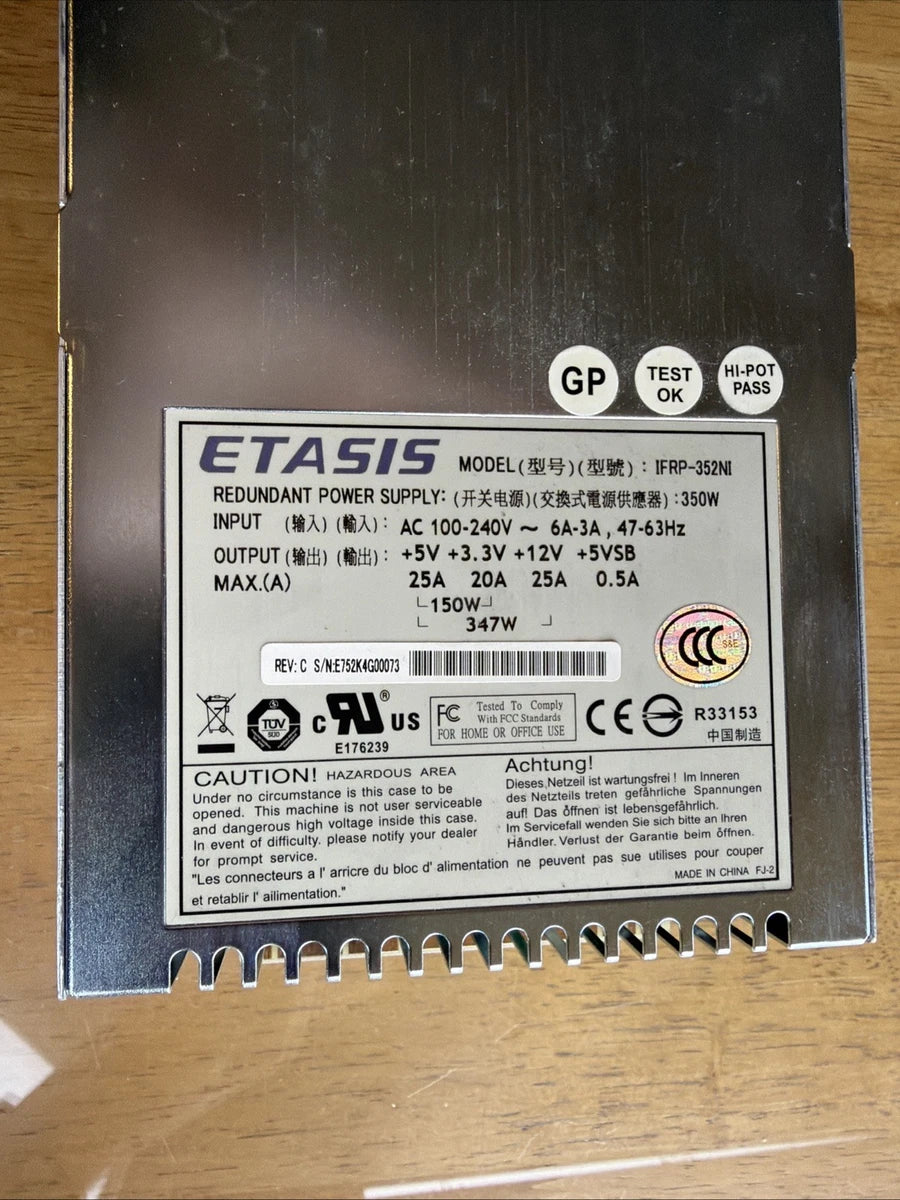 GP
TEST
OK
HI-POT
PASS
ETASIS MODEL(型号)(型號): IFRP-352NI
REDUNDANT POWER SUPPLY: (开关电源)(交换式電源供應器):350W
INPUT (输入)(輸入): AC 100-240V ~ 6A-3A , 47-63Hz
OUTPUT(输出)(輸出): +5V +3.3V +12V +5VSB
MAX.(A) 25A 20A 25A 0.5A
150W
347W
REV: C S/N:E752K4G00073
CCC S&E
TÜV
SÜD
c RU ® US
E176239
FC Tested To Comply
With FCC Standards
FOR HOME OR OFFICE USE
CE
R33153
中国制造
CAUTION! HAZARDOUS AREA
Under no circumstance is this case to be
opened. This machine is not user serviceable
and dangerous high voltage inside this case.
In event of difficulty. please notify your dealer
for prompt service.
Achtung!
Dieses Netzeil ist wartungsfrei ! Im Inneren
des Netzteils treten gefährliche Spannungen
auf! Das öffnen ist lebensgefährlich.
Im Servicefall wenden Sie sich bitte an Ihren
Händler. Verlust der Garantie beim öffnen.
"Les connecteurs a l' arricre du bloc d' alimentation ne peuvent pas sue utilises pour couper
et retablir l' ailimentation."
MADE IN CHINA FJ-2